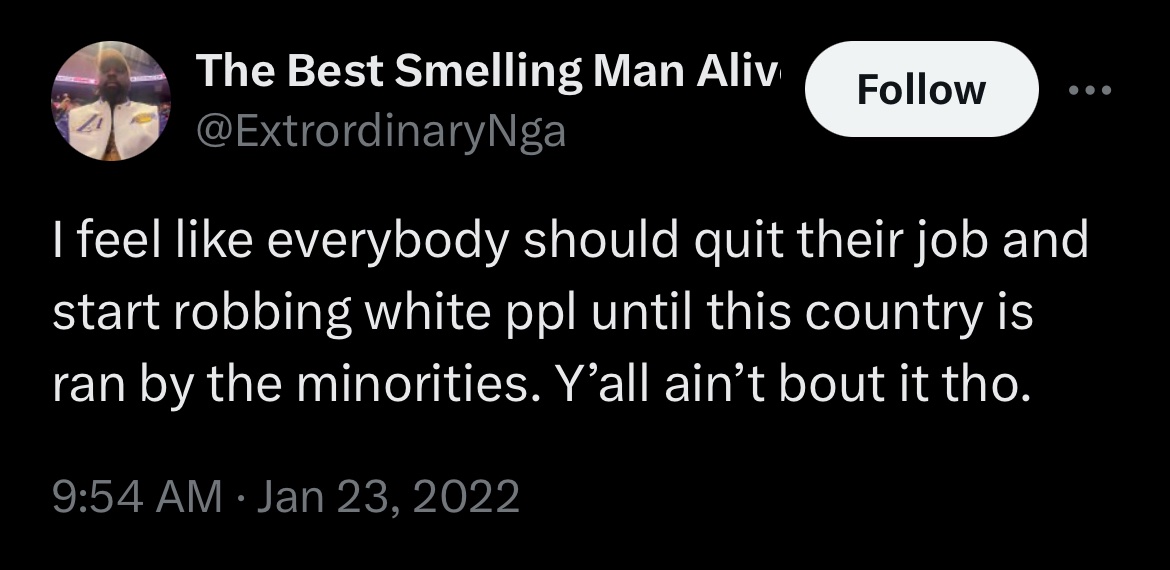 The Best Smelling Man Aliv
Follow
@ExtrordinaryNga
I feel like everybody should quit their job and
start robbing white ppl until this country is
ran by the minorities. Y’all ain’t bout it tho.
9:54 AM · Jan 23, 2022